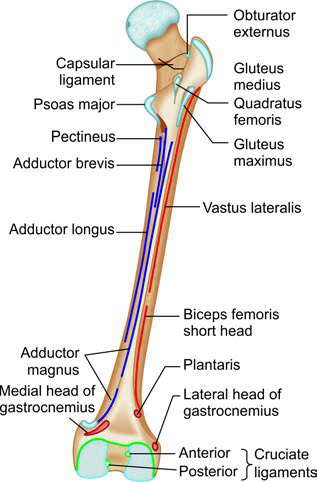 Obturator
externus
Capsular
ligament
Gluteus
medius
Psoas major
Quadratus
femoris
Pectineus
Gluteus
maximus
Adductor brevis
Vastus lateralis
Adductor longus
Biceps femoris
short head
Adductor
magnus
Plantaris
Medial head of
gastrocnemius
Lateral head of
gastrocnemius
Anterior
Posterior
Cruciate
ligaments